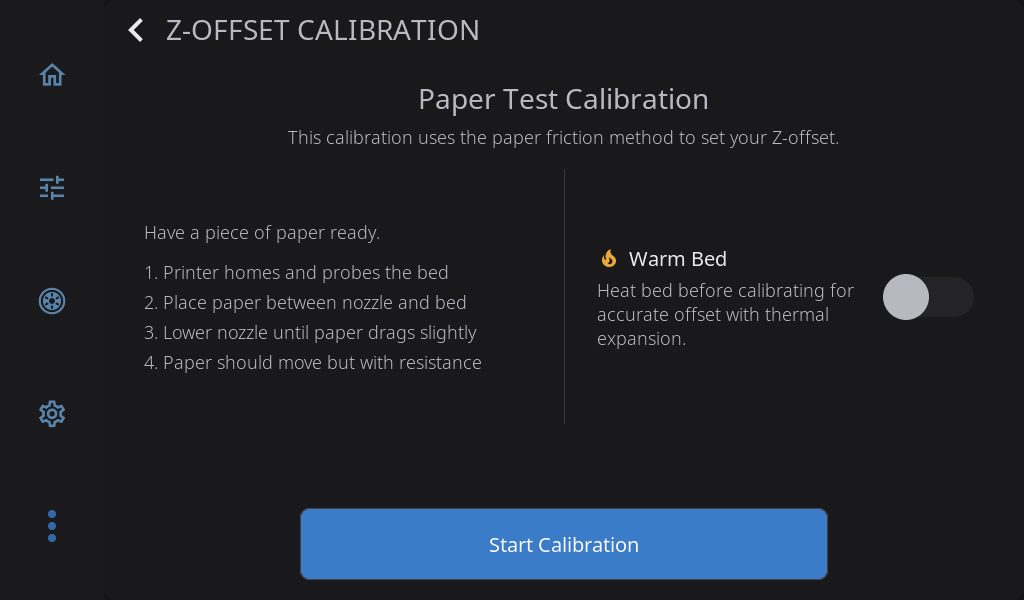 Z-OFFSET CALIBRATION
Paper Test Calibration
This calibration uses the paper friction method to set your Z-offset.
Have a piece of paper ready.
1. Printer homes and probes the bed
2. Place paper between nozzle and bed
3. Lower nozzle until paper drags slightly
4. Paper should move but with resistance
Warm Bed
Heat bed before calibrating for
accurate offset with thermal
expansion.
Start Calibration